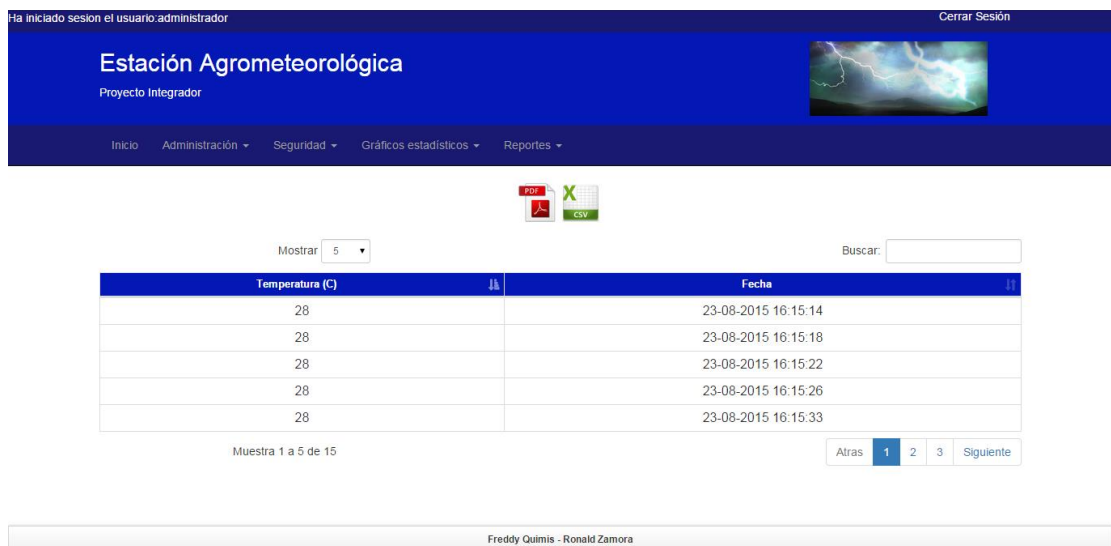 Ha iniciado sesion el usuario:administrador Cerrar Sesión
Estación Agrometeorológica
Proyecto Integrador
Inicio Administración Seguridad Gráficos estadísticos Reportes
PDF X CSV
Mostrar 5 Buscar:
Temperatura (C) Fecha
28 23-08-2015 16:15:14
28 23-08-2015 16:15:18
28 23-08-2015 16:15:22
28 23-08-2015 16:15:26
28 23-08-2015 16:15:33
Muestra 1 a 5 de 15 Atras 1 2 3 Siguiente
Freddy Quimis - Ronald Zamora